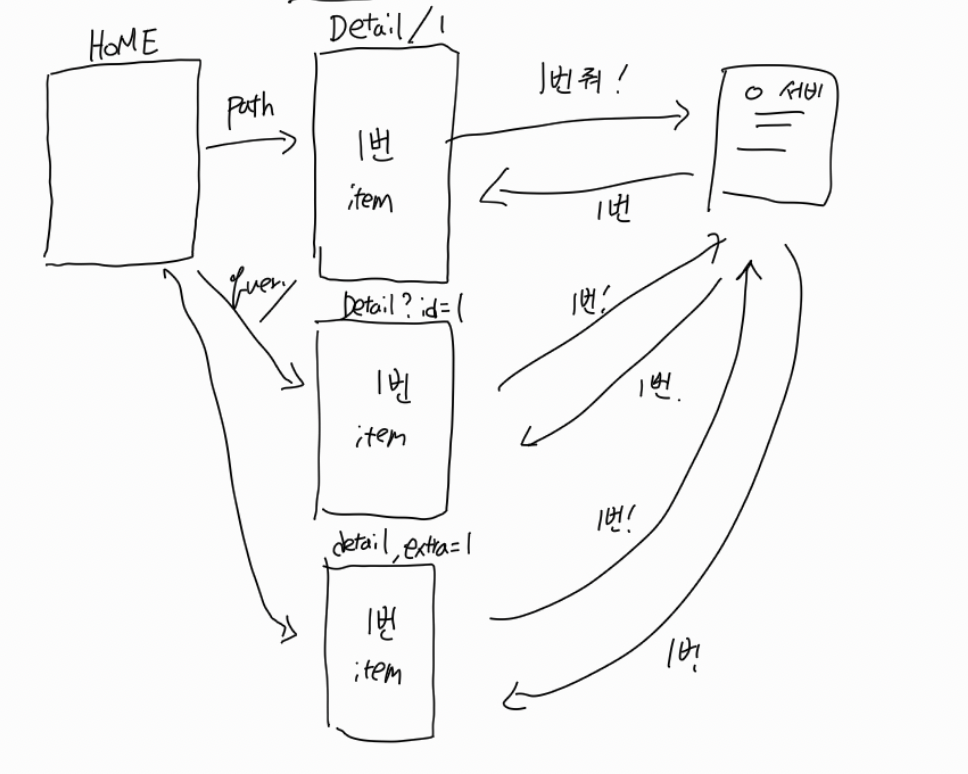 HOME
Detail/1
path
1번
item
1번 줘!
서비
1번
query
Detail?id=1
1번
item
1번!
1번.
detail, extra=1
1번
item
1번!
1번